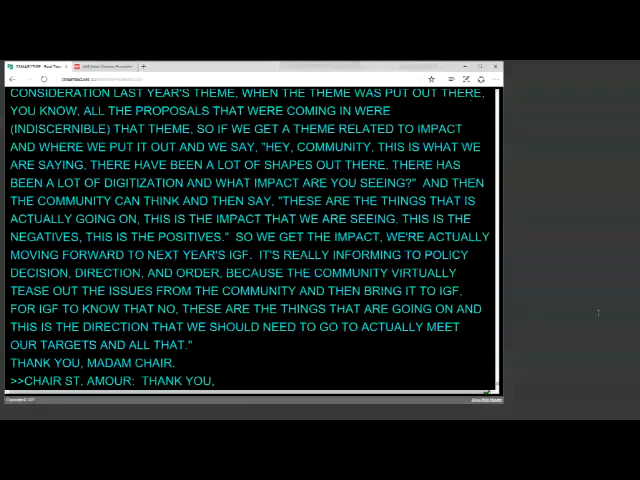 CONSIDERATION LAST YEAR'S THEME, WHEN THE THEME WAS PUT OUT THERE,
YOU KNOW, ALL THE PROPOSALS THAT WERE COMING IN WERE
(INDISCERNIBLE) THAT THEME, SO IF WE GET A THEME RELATED TO IMPACT
AND WHERE WE PUT IT OUT AND WE SAY, "HEY, COMMUNITY, THIS IS WHAT WE
ARE SAYING, THERE HAVE BEEN A LOT OF SHAPES OUT THERE, THERE HAS
BEEN A LOT OF DIGITIZATION AND WHAT IMPACT ARE YOU SEEING?"  AND THEN
THE COMMUNITY CAN THINK AND THEN SAY, "THESE ARE THE THINGS THAT IS
ACTUALLY GOING ON, THIS IS THE IMPACT THAT WE ARE SEEING, THIS IS THE
NEGATIVES, THIS IS THE POSITIVES."  SO WE GET THE IMPACT, WE'RE ACTUALLY
MOVING FORWARD TO NEXT YEAR'S IGF.  IT'S REALLY INFORMING TO POLICY
DECISION, DIRECTION, AND ORDER, BECAUSE THE COMMUNITY VIRTUALLY
TEASE OUT THE ISSUES FROM THE COMMUNITY AND THEN BRING IT TO IGF,
FOR IGF TO KNOW THAT NO, THESE ARE THE THINGS THAT ARE GOING ON AND
THIS IS THE DIRECTION THAT WE SHOULD NEED TO GO TO ACTUALLY MEET
OUR TARGETS AND ALL THAT."
THANK YOU, MADAM CHAIR.
>>CHAIR ST. AMOUR:  THANK YOU,